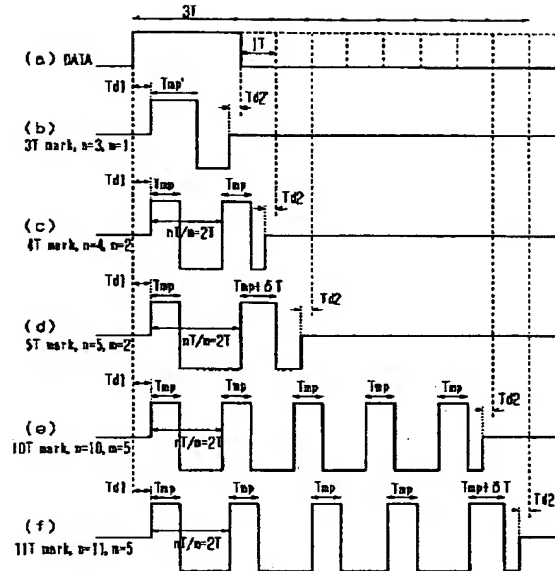 3T
1T
(a) DATA
Td1 Tmp' Td2'
(b)
3T mark, n=3, m=1
Td1 Tmp Tmp Td2
(c)
4T mark, n=4, m=2
nT/m=2T
Td1 Tmp Tmp+δT Td2
(d)
5T mark, n=5, m=2
nT/m=2T
Td1 Tmp Tmp Tmp Tmp Tmp Td2
(e)
10T mark, n=10, m=5
nT/m=2T
Td1 Tmp Tmp Tmp Tmp Tmp+δT Td2
(f)
11T mark, n=11, m=5
nT/m=2T